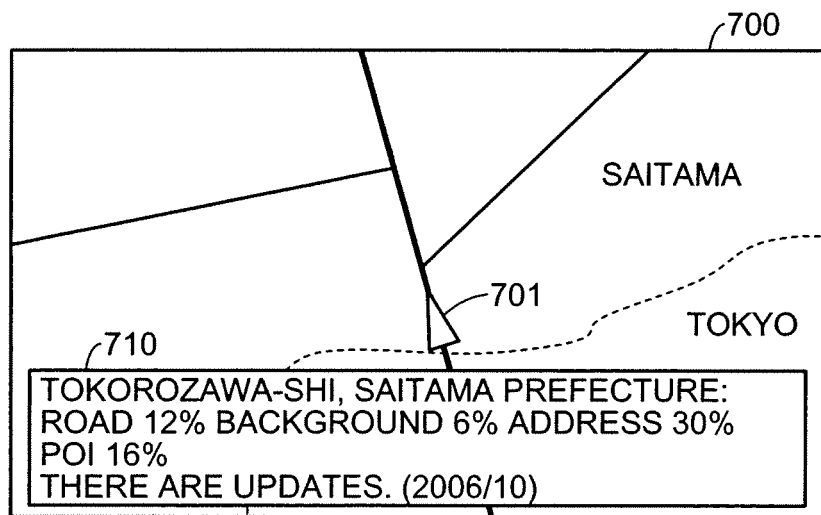 700
SAITAMA
701
TOKYO
710
TOKOROZAWA-SHI, SAITAMA PREFECTURE:
ROAD 12% BACKGROUND 6% ADDRESS 30%
POI 16%
THERE ARE UPDATES. (2006/10)